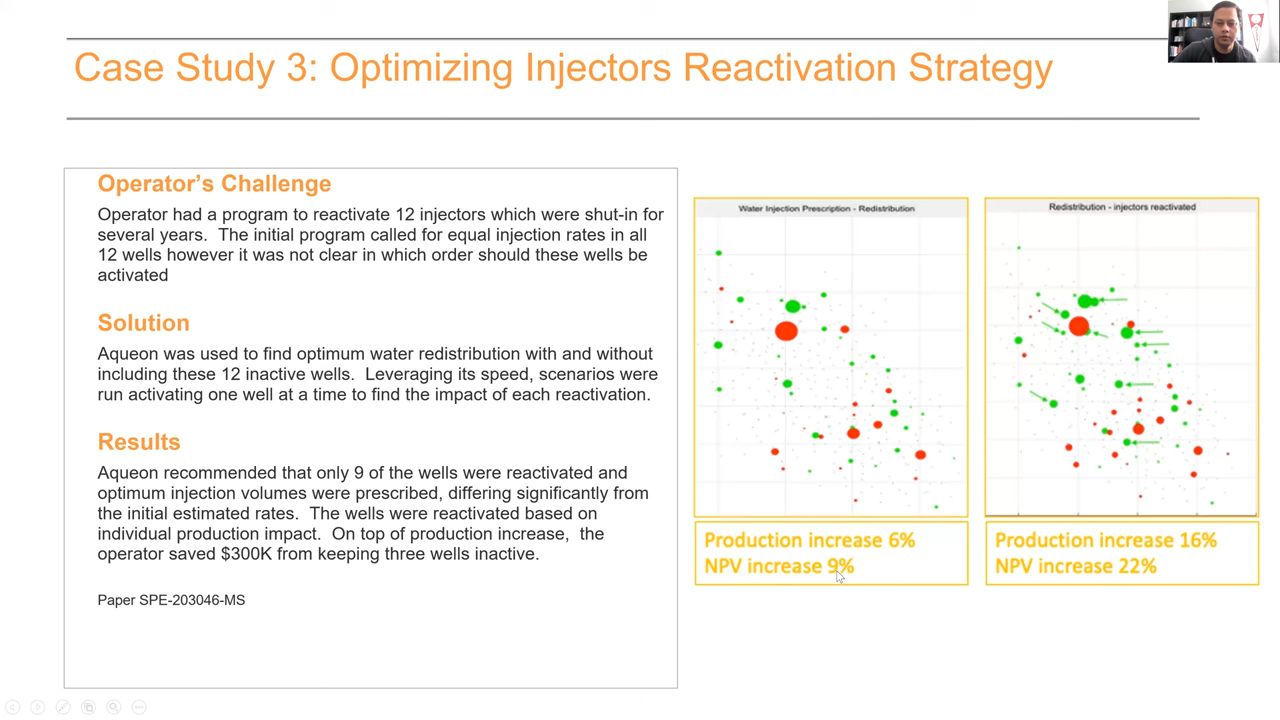 Case Study 3: Optimizing Injectors Reactivation Strategy
Operator's Challenge
Operator had a program to reactivate 12 injectors which were shut-in for
several years. The initial program called for equal injection rates in all
12 wells however it was not clear in which order should these wells be
activated
Solution
Aqueon was used to find optimum water redistribution with and without
including these 12 inactive wells. Leveraging its speed, scenarios were
run activating one well at a time to find the impact of each reactivation.
Results
Aqueon recommended that only 9 of the wells were reactivated and
optimum injection volumes were prescribed, differing significantly from
the initial estimated rates. The wells were reactivated based on
individual production impact. On top of production increase, the
operator saved $300K from keeping three wells inactive.
Paper SPE-203046-MS
Water Injection Prescription - Redistribution
Production increase 6%
NPV increase 9%
Redistribution - injectors reactivated
Production increase 16%
NPV increase 22%